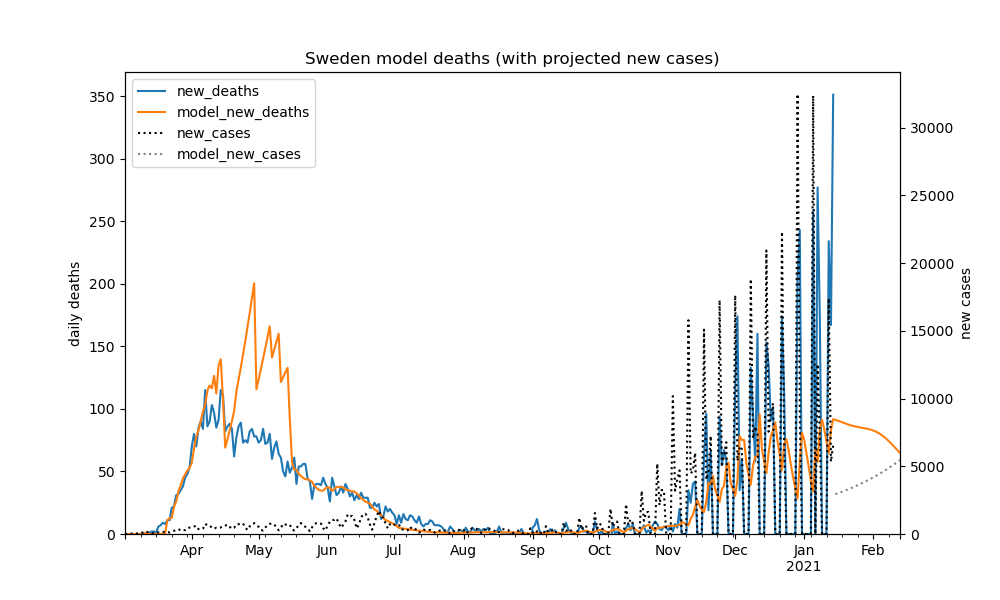 Sweden model deaths (with projected new cases)
new_deaths
model_new_deaths
new_cases
model_new_cases
350
300
250
200
150
100
50
0
daily deaths
30000
25000
20000
15000
10000
5000
0
new cases
Apr May Jun Jul Aug Sep Oct Nov Dec Jan Feb
2021